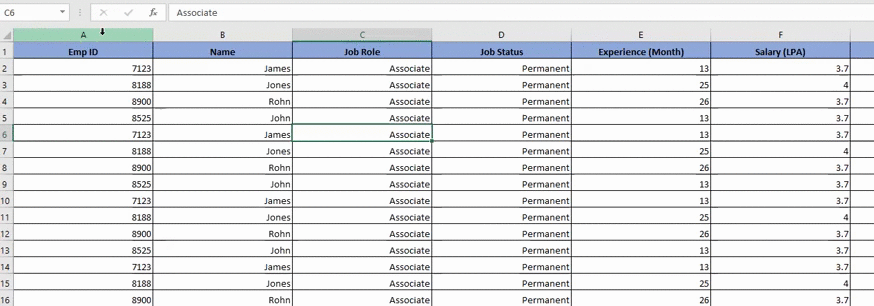 C6 fx Associate
A B C D E F
1 Emp ID Name Job Role Job Status Experience (Month) Salary (LPA)
2 7123 James Associate Permanent 13 3.7
3 8188 Jones Associate Permanent 25 4
4 8900 Rohn Associate Permanent 26 3.7
5 8525 John Associate Permanent 13 3.7
6 7123 James Associate Permanent 13 3.7
7 8188 Jones Associate Permanent 25 4
8 8900 Rohn Associate Permanent 26 3.7
9 8525 John Associate Permanent 13 3.7
10 7123 James Associate Permanent 13 3.7
11 8188 Jones Associate Permanent 25 4
12 8900 Rohn Associate Permanent 26 3.7
13 8525 John Associate Permanent 13 3.7
14 7123 James Associate Permanent 13 3.7
15 8188 Jones Associate Permanent 25 4
16 8900 Rohn Associate Permanent 26 3.7